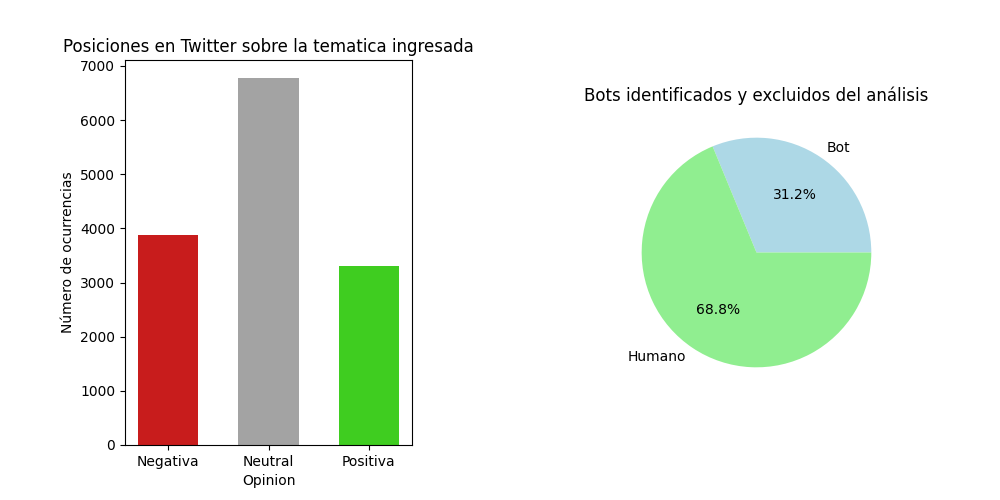 Posiciones en Twitter sobre la tematica ingresada
7000
6000
5000
4000
3000
2000
1000
0
Número de ocurrencias
Negativa
Neutral
Positiva
Opinion
Bots identificados y excluidos del análisis
Bot
31.2%
68.8%
Humano